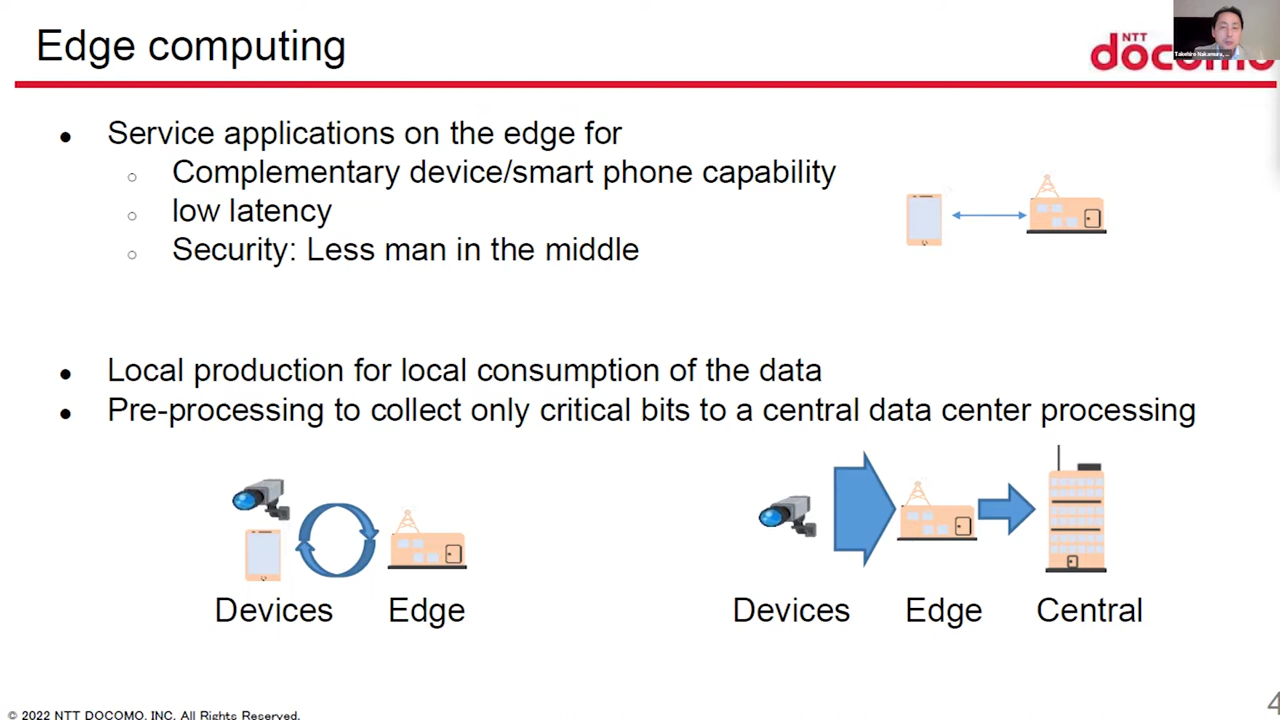 Edge computing
NTT
docomo
Takehiro Nakamura, ...
● Service applications on the edge for
○ Complementary device/smart phone capability
○ low latency
○ Security: Less man in the middle
● Local production for local consumption of the data
● Pre-processing to collect only critical bits to a central data center processing
Devices Edge
Devices Edge Central
© 2022 NTT DOCOMO, INC. All Rights Reserved.
4